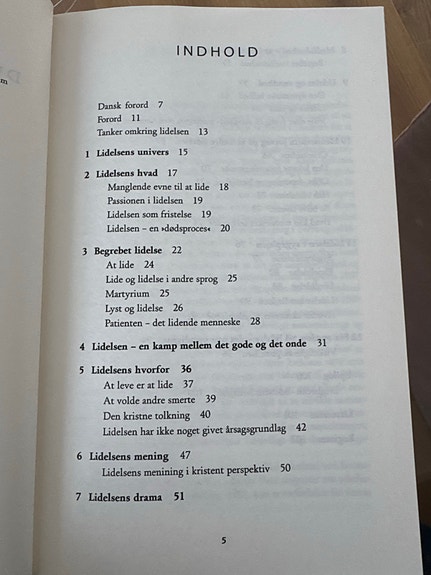 INDHOLD
Dansk forord 7
Forord 11
Tanker omkring lidelsen 13
1 Lidelsens univers 15
2 Lidelsens hvad 17
Manglende evne til at lide 18
Passionen i lidelsen 19
Lidelsen som fristelse 19
Lidelsen – en »dødsproces« 20
3 Begrebet lidelse 22
At lide 24
Lide og lidelse i andre sprog 25
Martyrium 25
Lyst og lidelse 26
Patienten – det lidende menneske 28
4 Lidelsen – en kamp mellem det gode og det onde 31
5 Lidelsens hvorfor 36
At leve er at lide 37
At volde andre smerte 39
Den kristne tolkning 40
Lidelsen har ikke noget givet årsagsgrundlag 42
6 Lidelsens mening 47
Lidelsens menining i kristent perspektiv 50
7 Lidelsens drama 51
5